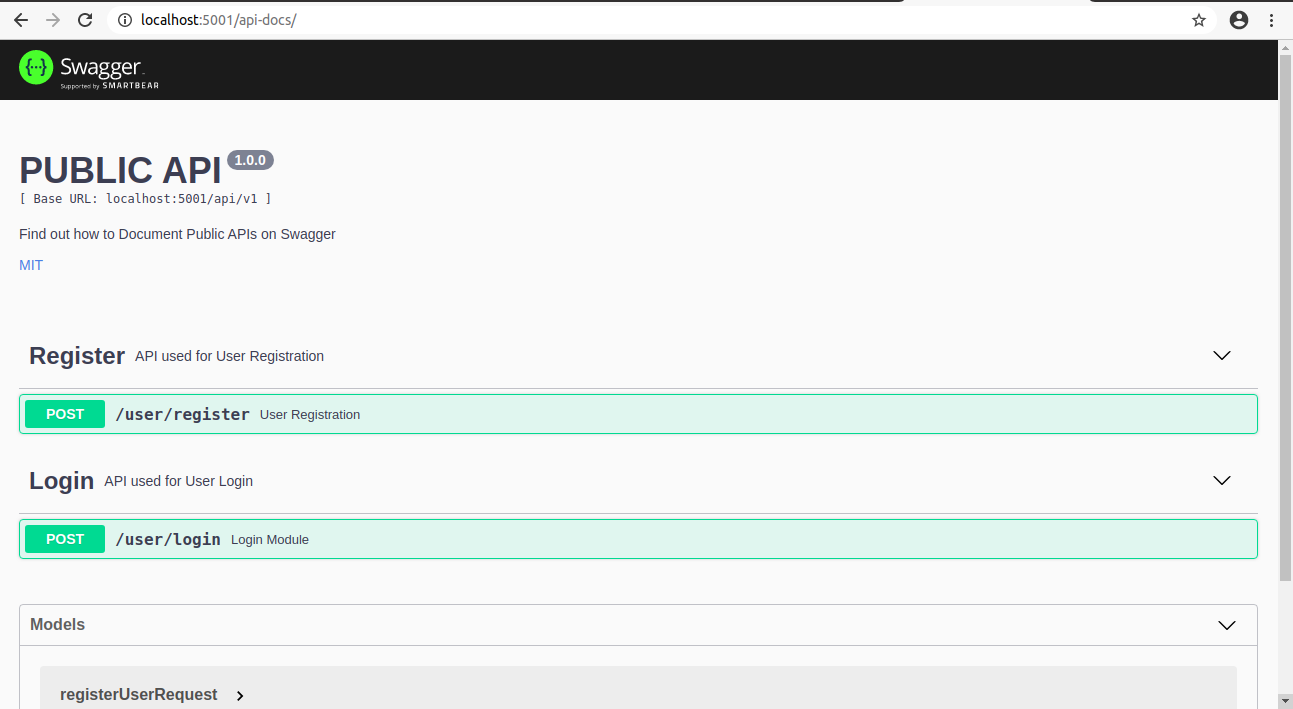 localhost:5001/api-docs/
{···} Swagger
Supported by SMARTBEAR
PUBLIC API 1.0.0
[ Base URL: localhost:5001/api/v1 ]
Find out how to Document Public APIs on Swagger
MIT
Register API used for User Registration
POST /user/register User Registration
Login API used for User Login
POST /user/login Login Module
Models
registerUserRequest